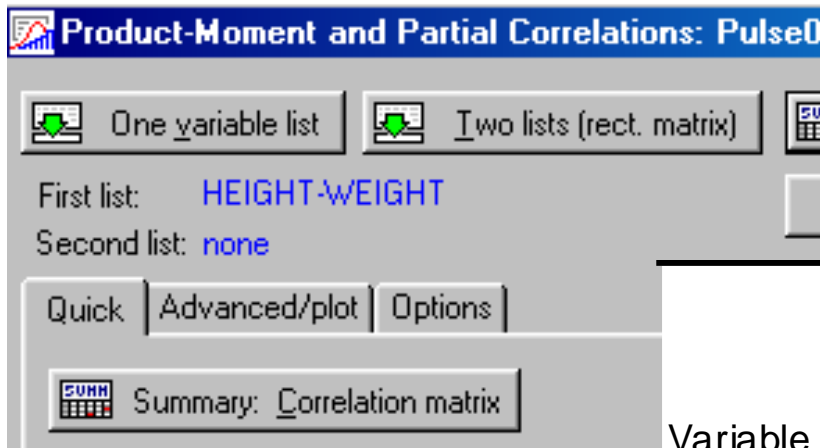 Product-Moment and Partial Correlations: Pulse0
One variable list Two lists (rect. matrix)
First list: HEIGHT-WEIGHT
Second list: none
Quick Advanced/plot Options
SUMM Summary: Correlation matrix
Variable